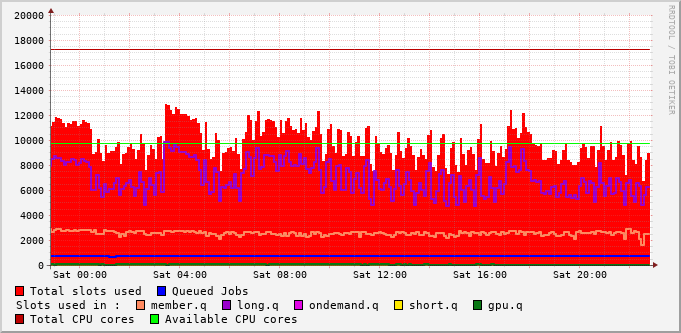 20000
18000
16000
14000
12000
10000
8000
6000
4000
2000
0
Sat 00:00 Sat 04:00 Sat 08:00 Sat 12:00 Sat 16:00 Sat 20:00
RRDTOOL / TOBI OETIKER
Total slots used Queued Jobs
Slots used in : member.q long.q ondemand.q short.q gpu.q
Total CPU cores Available CPU cores